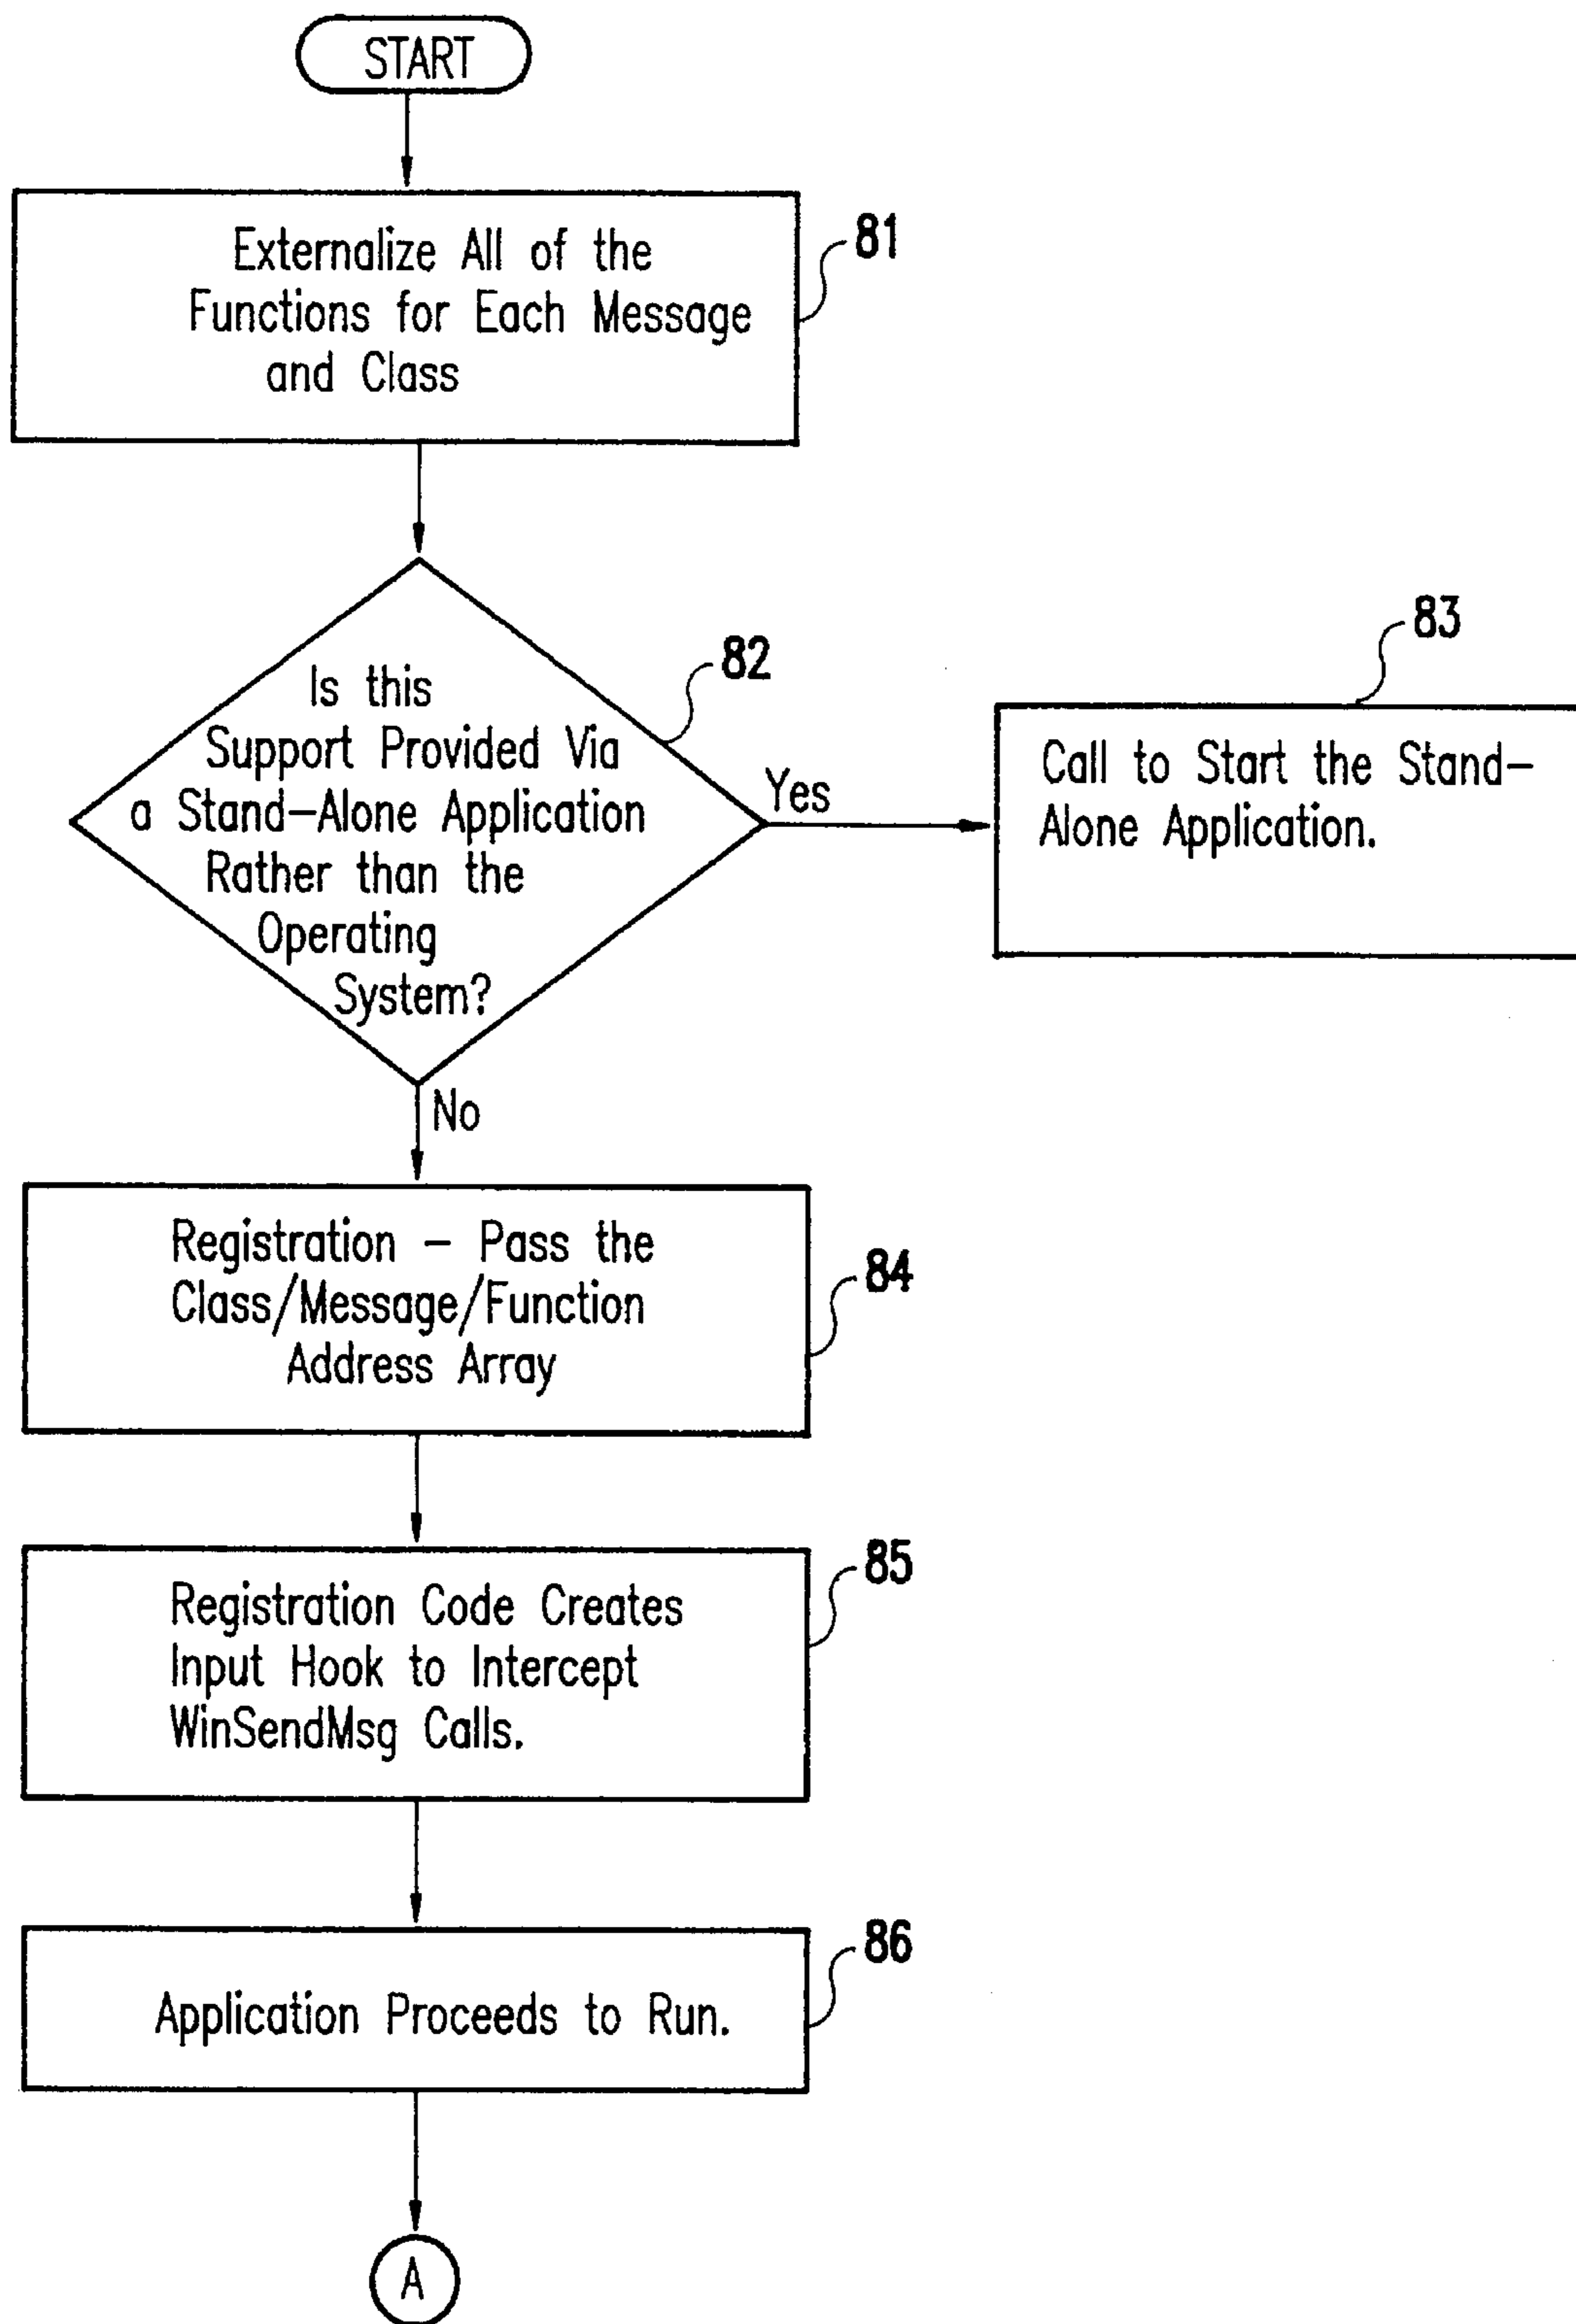 START
Externalize All of the
Functions for Each Message
and Class
81
Is this
Support Provided Via
a Stand-Alone Application
Rather than the
Operating
System?
82
Yes
83
Call to Start the Stand-
Alone Application.
No
Registration - Pass the
Class/Message/Function
Address Array
84
Registration Code Creates
Input Hook to Intercept
WinSendMsg Calls.
85
Application Proceeds to Run.
86
A